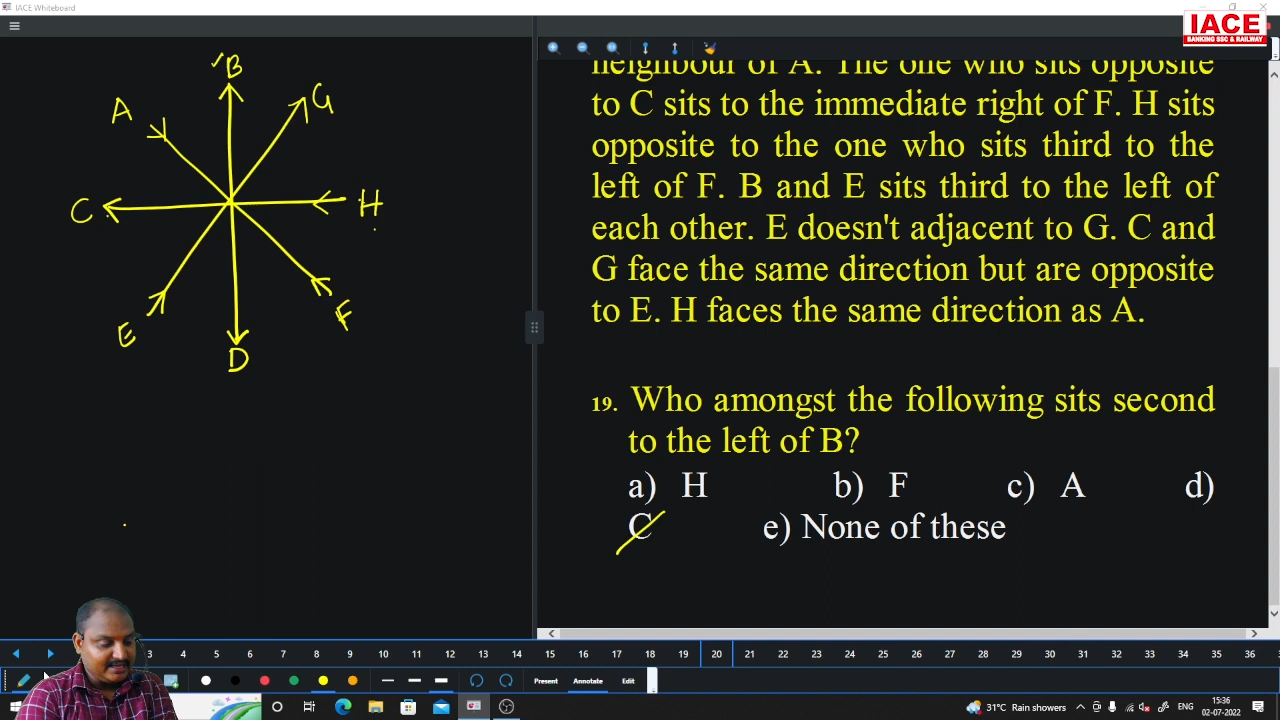 IACE Whiteboard
IACE
BANKING SSC & RAILWAY
B
G
A
C
H
E
F
D
neighbour of A. The one who sits opposite
to C sits to the immediate right of F. H sits
opposite to the one who sits third to the
left of F. B and E sits third to the left of
each other. E doesn't adjacent to G. C and
G face the same direction but are opposite
to E. H faces the same direction as A.
19. Who amongst the following sits second
to the left of B?
a) H b) F c) A d)
C e) None of these
3 4 5 6 7 8 9 10 11 12 13 14 15 16 17 18 19 20 21 22 23 24 25 26 27 28 29 30 31 32 33 34 35 36
Present Annotate Edit
31°C Rain showers ENG 15:36
02-07-2022